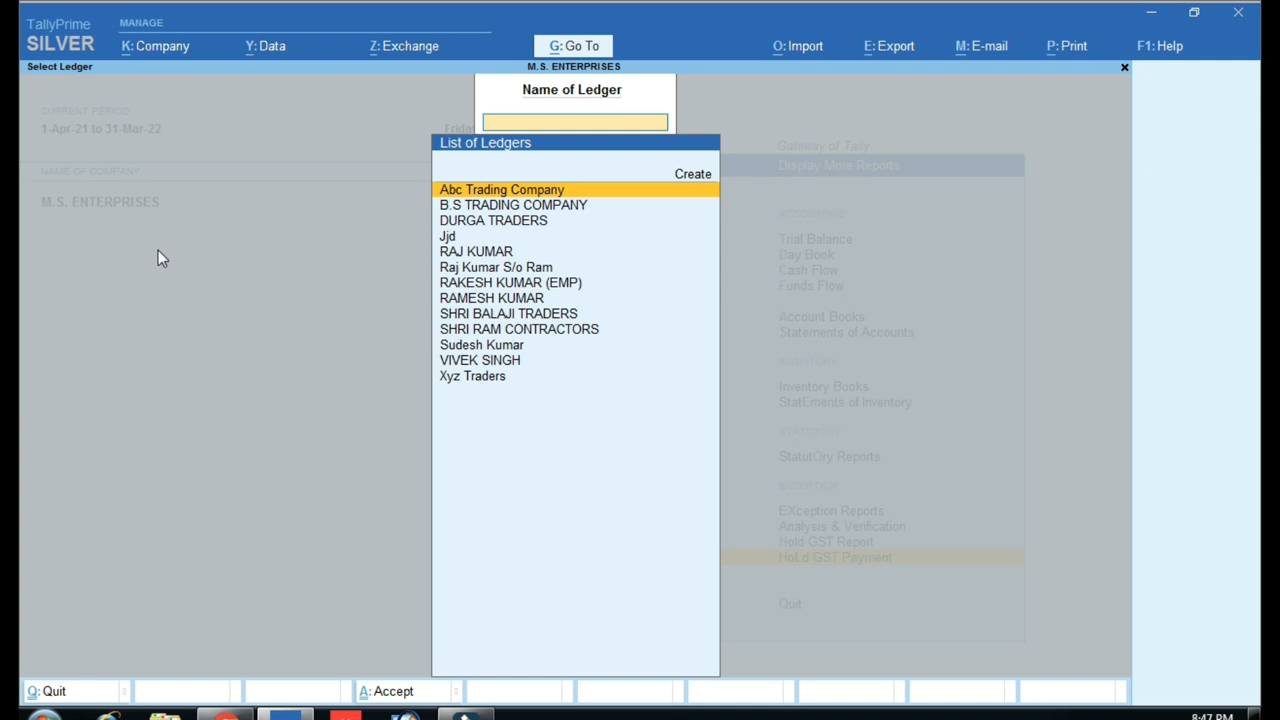 TallyPrime
MANAGE
SILVER
K: Company
Y: Data
Z: Exchange
G: Go To
O: Import
E: Export
M: E-mail
P: Print
F1: Help
Select Ledger
M.S. ENTERPRISES
Name of Ledger
CURRENT PERIOD
1-Apr-21 to 31-Mar-22
NAME OF COMPANY
M.S. ENTERPRISES
List of Ledgers
Create
Abc Trading Company
B.S TRADING COMPANY
DURGA TRADERS
Jjd
RAJ KUMAR
Raj Kumar S/o Ram
RAKESH KUMAR (EMP)
RAMESH KUMAR
SHRI BALAJI TRADERS
SHRI RAM CONTRACTORS
Sudesh Kumar
VIVEK SINGH
Xyz Traders
Gateway of Tally
Display More Reports
ACCOUNTING
Trial Balance
Day Book
Cash Flow
Funds Flow
Account Books
Statements of Accounts
INVENTORY
Inventory Books
StatEments of Inventory
STATUTORY
StatutOry Reports
EXCEPTION
EXception Reports
Analysis & Verification
Hold GST Report
HoLd GST Payment
Quit
Q: Quit
A: Accept
8:47 PM